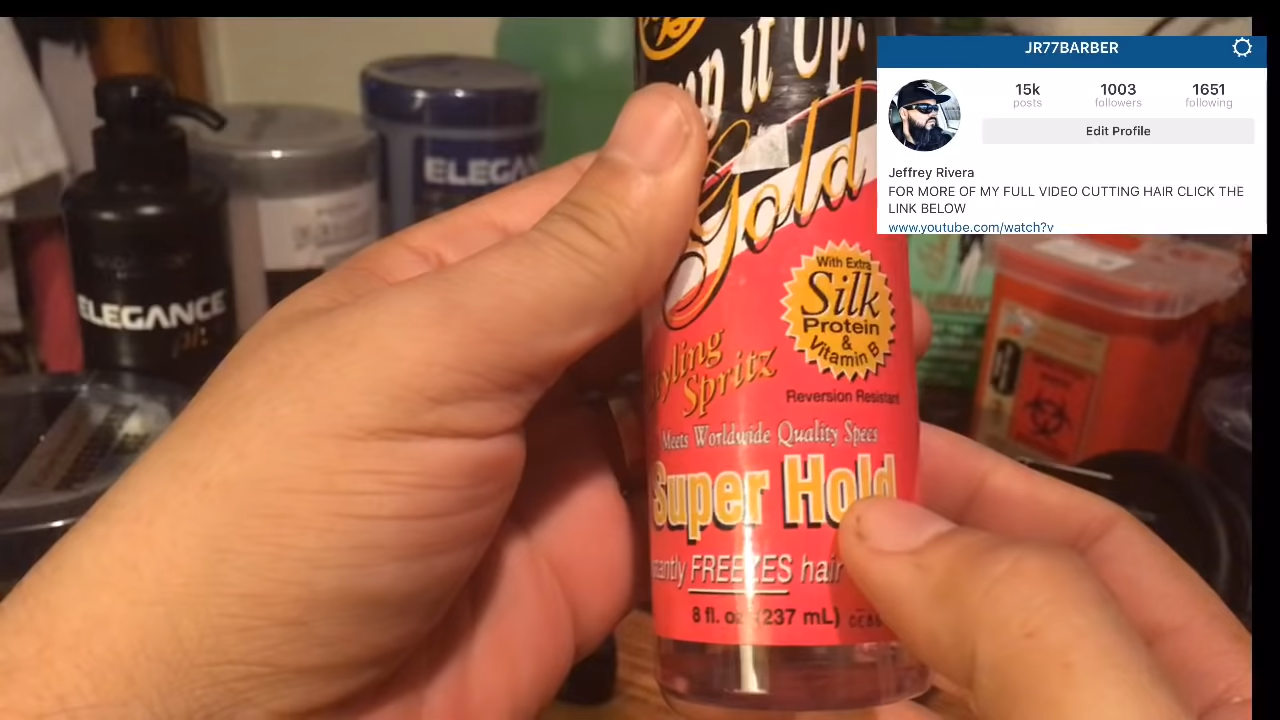 it Up!
Gold
With Extra
Silk
Protein
&
Vitamin B
Spritz
Reversion Resistant
Meets Worldwide Quality Specs
Super Hold
FREEZES hair
8 fl. oz (237 mL)
ELEGANCE
JR77BARBER
15k 1003 1651
posts followers following
Edit Profile
Jeffrey Rivera
FOR MORE OF MY FULL VIDEO CUTTING HAIR CLICK THE
LINK BELOW
www.youtube.com/watch?v